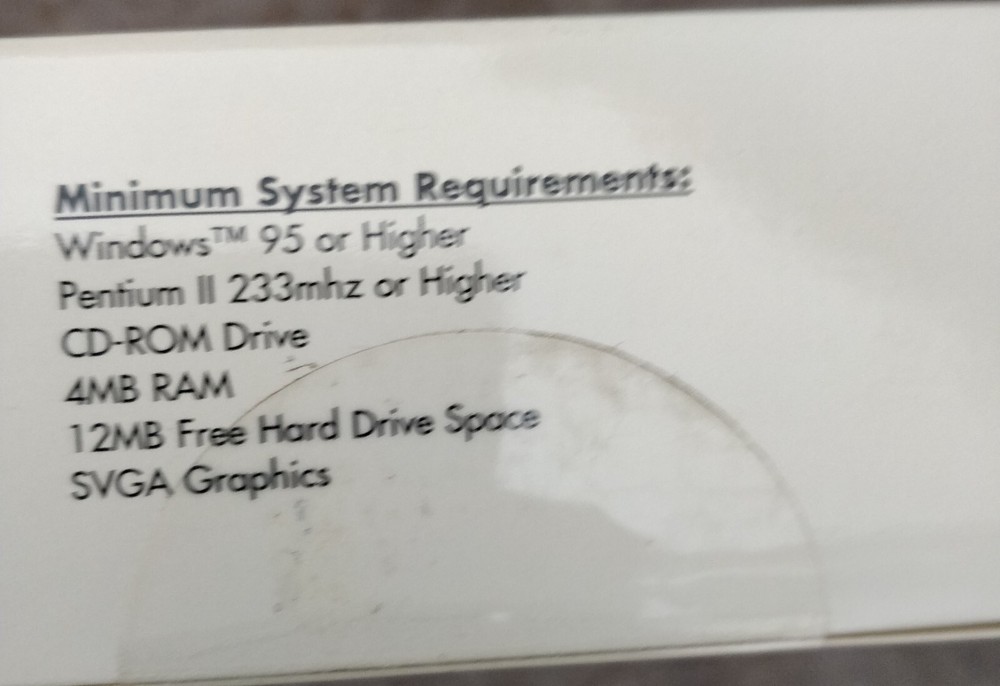 Minimum System Requirements:
Windows™ 95 or Higher
Pentium II 233mhz or Higher
CD-ROM Drive
4MB RAM
12MB Free Hard Drive Space
SVGA Graphics